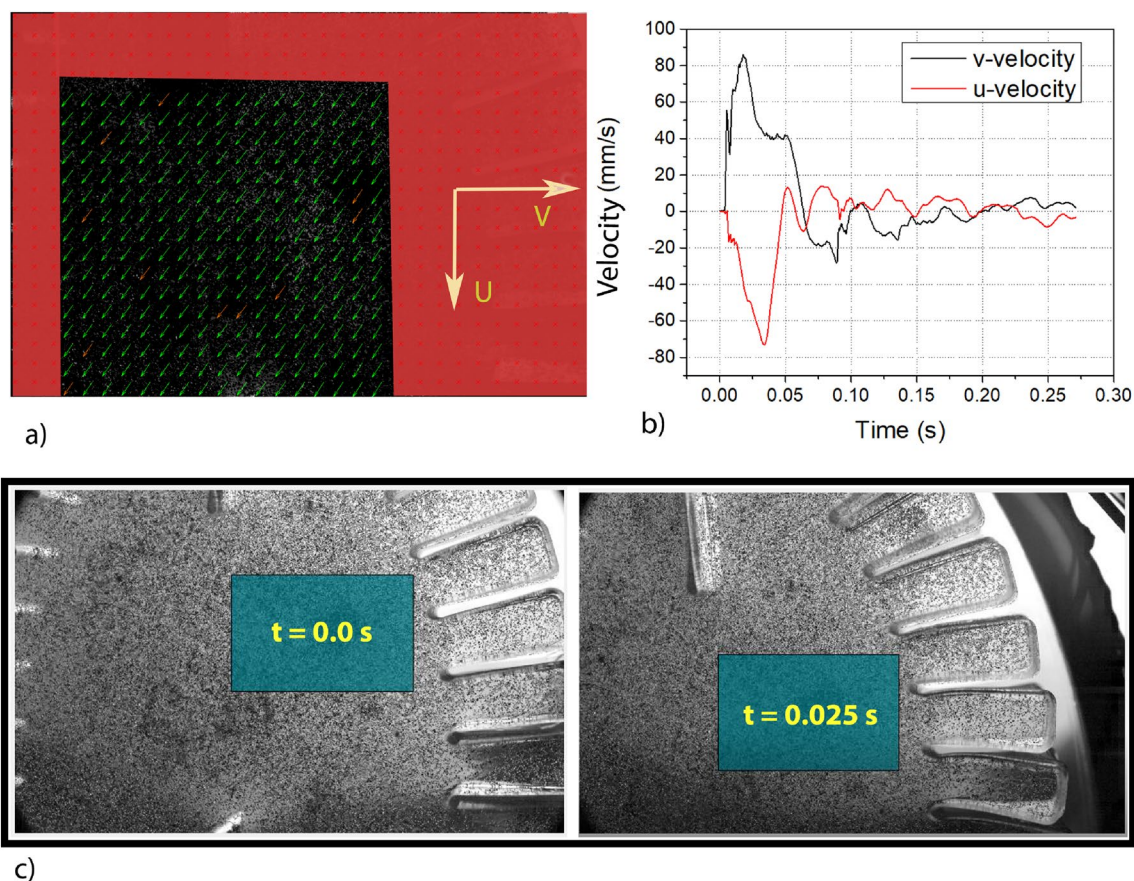 V
U
a)
100
80
60
40
20
0
-20
-40
-60
-80
Velocity (mm/s)
v-velocity
u-velocity
0.00 0.05 0.10 0.15 0.20 0.25 0.30
Time (s)
b)
t = 0.0 s
t = 0.025 s
c)